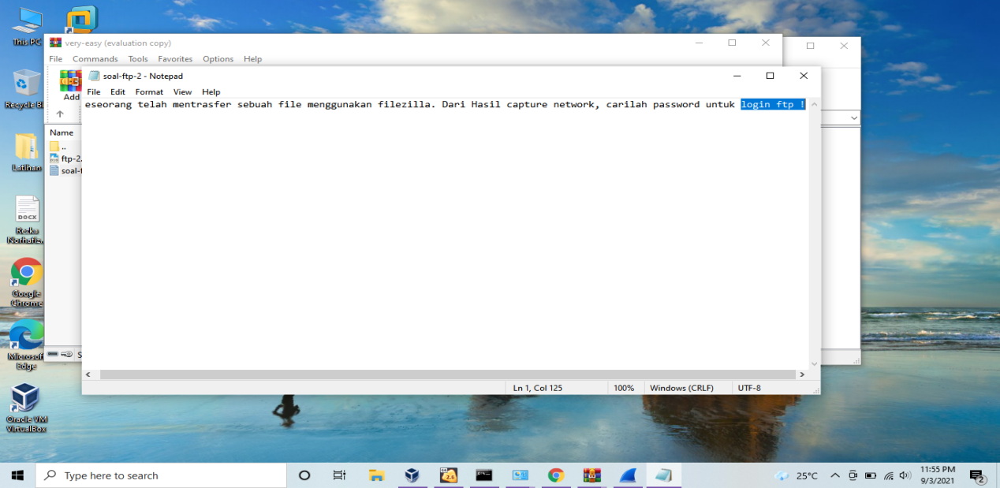 This PC
very-easy (evaluation copy)
File Commands Tools Favorites Options Help
Add
soal-ftp-2 - Notepad
File Edit Format View Help
eseorang telah mentrasfer sebuah file menggunakan filezilla. Dari Hasil capture network, carilah password untuk login ftp !
Name
..
ftp-2.
soal-f
S
Recycle Bi
Latihan
DOCX
Rezka
Norhafiz.
Google
Chrome
Microsof
Edge
Oracle VM
VirtualBox
Ln 1, Col 125
100%
Windows (CRLF)
UTF-8
Type here to search
2.6
25°C
11:55 PM
9/3/2021
2